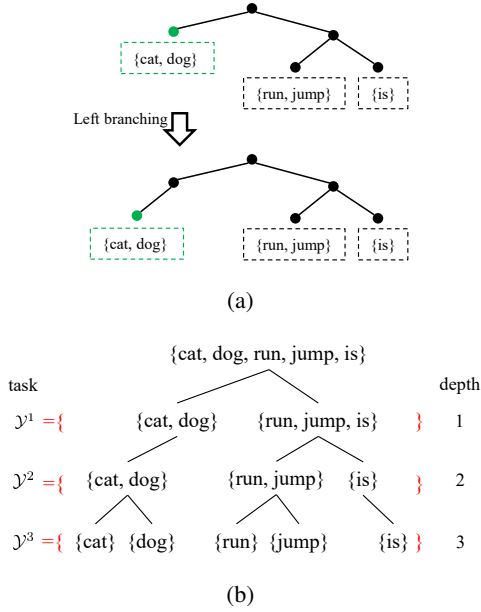 {cat, dog}
{run, jump} {is}
Left branching
{cat, dog} {run, jump} {is}
(a)
{cat, dog, run, jump, is}
task depth
𝒴¹ ={ {cat, dog} {run, jump, is} } 1
𝒴² ={ {cat, dog} {run, jump} {is} } 2
𝒴³ ={ {cat} {dog} {run} {jump} {is} } 3
(b)